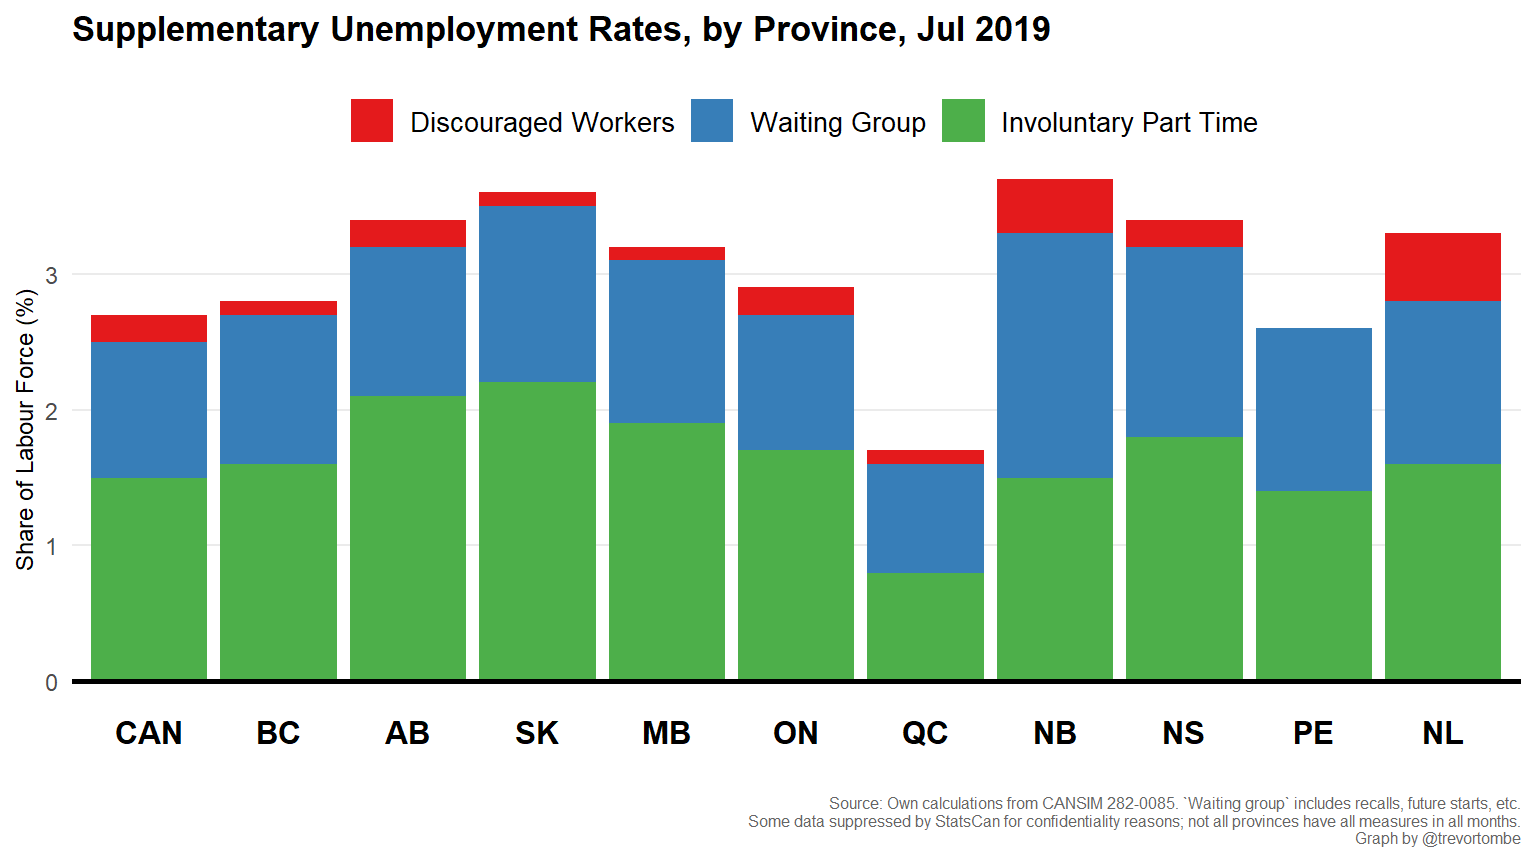 Supplementary Unemployment Rates, by Province, Jul 2019
Discouraged Workers
Waiting Group
Involuntary Part Time
Share of Labour Force (%)
3
2
1
0
CAN
BC
AB
SK
MB
ON
QC
NB
NS
PE
NL
Source: Own calculations from CANSIM 282-0085. `Waiting group` includes recalls, future starts, etc.
Some data suppressed by StatsCan for confidentiality reasons; not all provinces have all measures in all months.
Graph by @trevortombe